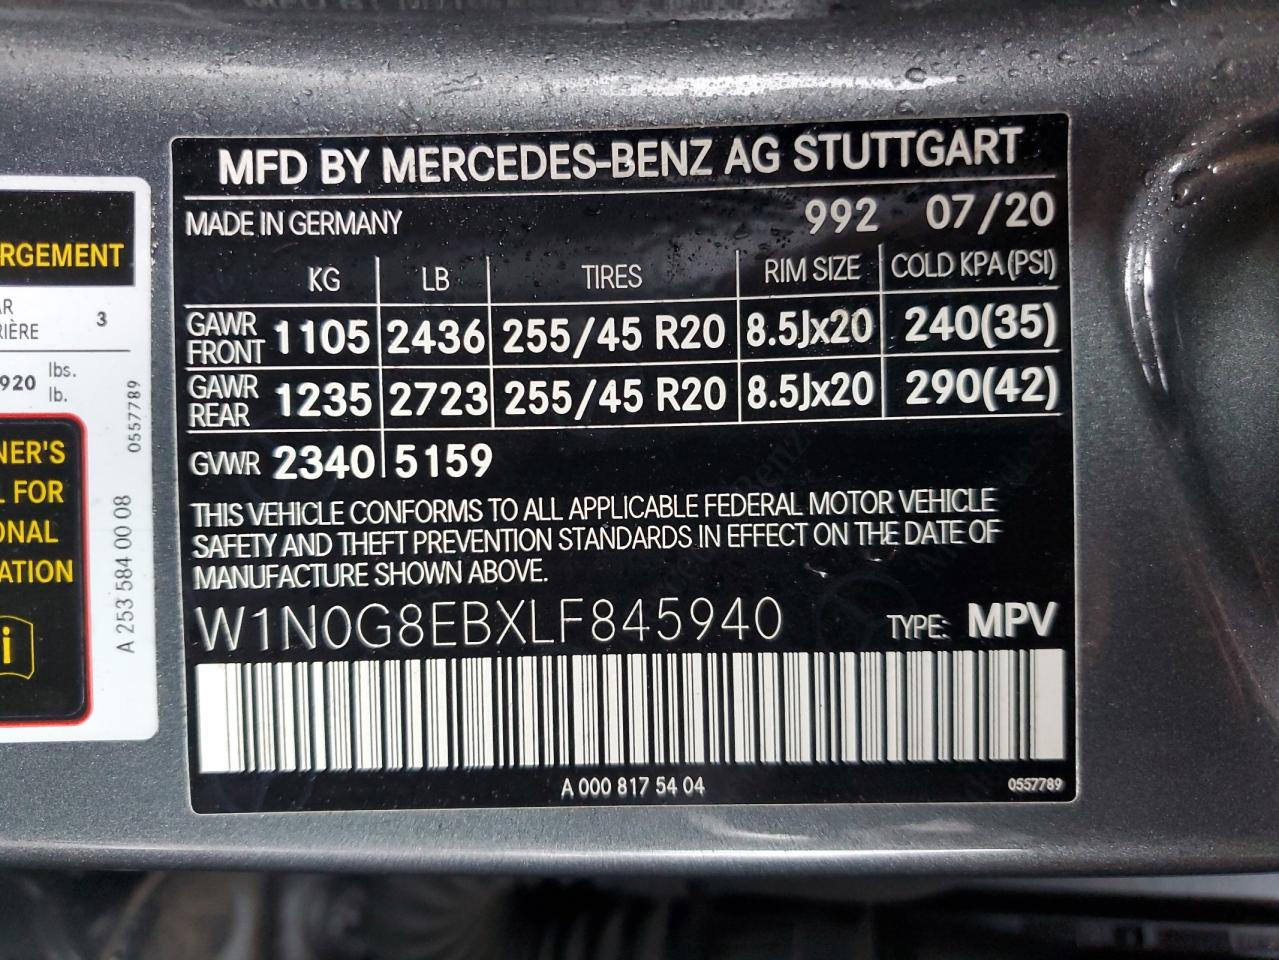 MFD BY MERCEDES-BENZ AG STUTTGART
MADE IN GERMANY 992 07/20
KG LB TIRES RIM SIZE COLD KPA(PSI)
GAWR FRONT 1105 2436 255/45 R20 8.5Jx20 240(35)
GAWR REAR 1235 2723 255/45 R20 8.5Jx20 290(42)
GVWR 2340 5159
THIS VEHICLE CONFORMS TO ALL APPLICABLE FEDERAL MOTOR VEHICLE
SAFETY AND THEFT PREVENTION STANDARDS IN EFFECT ON THE DATE OF
MANUFACTURE SHOWN ABOVE.
W1N0G8EBXLF845940 TYPE: MPV
A 000 817 54 04 0557789
RGEMENT
AR
RIÈRE 3
920 lbs.
lb.
0557789
NER'S
L FOR
ONAL
ATION
i
A 253 584 00 08